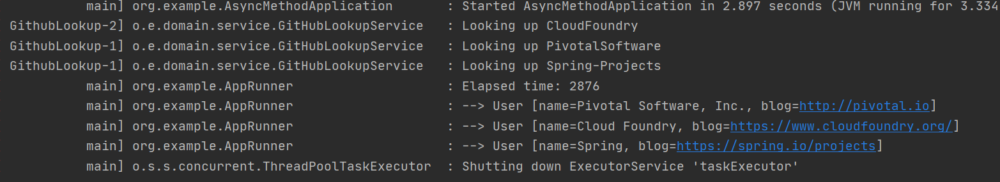 main] org.example.AsyncMethodApplication : Started AsyncMethodApplication in 2.897 seconds (JVM running for 3.334
GithubLookup-2] o.e.domain.service.GitHubLookupService : Looking up CloudFoundry
GithubLookup-1] o.e.domain.service.GitHubLookupService : Looking up PivotalSoftware
GithubLookup-1] o.e.domain.service.GitHubLookupService : Looking up Spring-Projects
main] org.example.AppRunner : Elapsed time: 2876
main] org.example.AppRunner : --> User [name=Pivotal Software, Inc., blog=http://pivotal.io]
main] org.example.AppRunner : --> User [name=Cloud Foundry, blog=https://www.cloudfoundry.org/]
main] org.example.AppRunner : --> User [name=Spring, blog=https://spring.io/projects]
main] o.s.s.concurrent.ThreadPoolTaskExecutor : Shutting down ExecutorService 'taskExecutor'